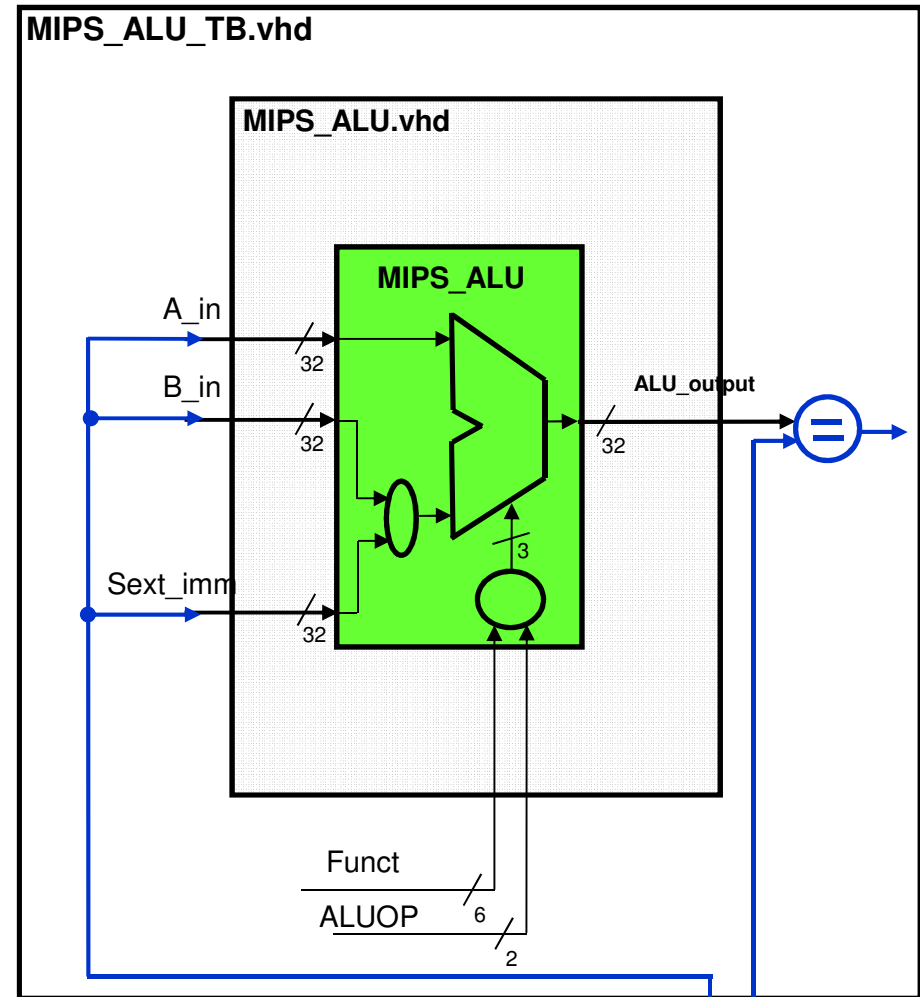 MIPS_ALU_TB.vhd
MIPS_ALU.vhd
MIPS_ALU
A_in
32
B_in
32
ALU_output
32
3
Sext_imm
32
Funct
6
ALUOP
2